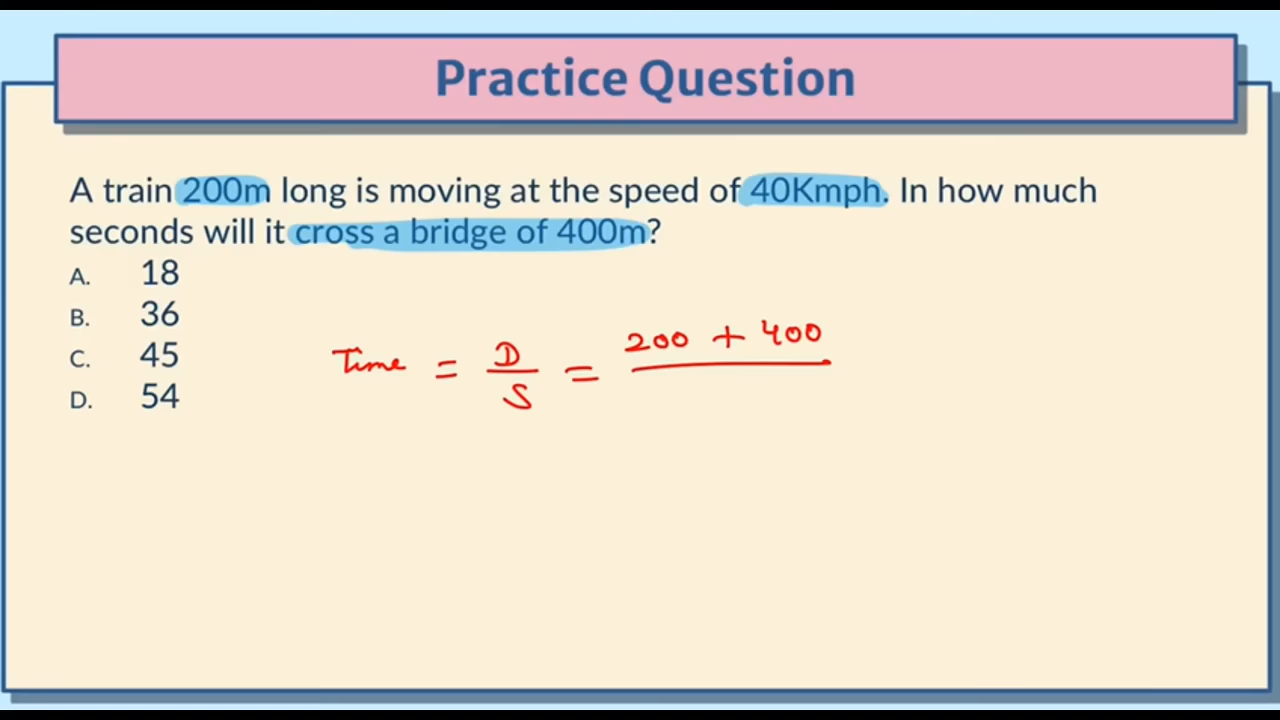 Practice Question
A train 200m long is moving at the speed of 40Kmph. In how much
seconds will it cross a bridge of 400m?
A. 18
B. 36
C. 45
D. 54
Time = D/S = 200 + 400